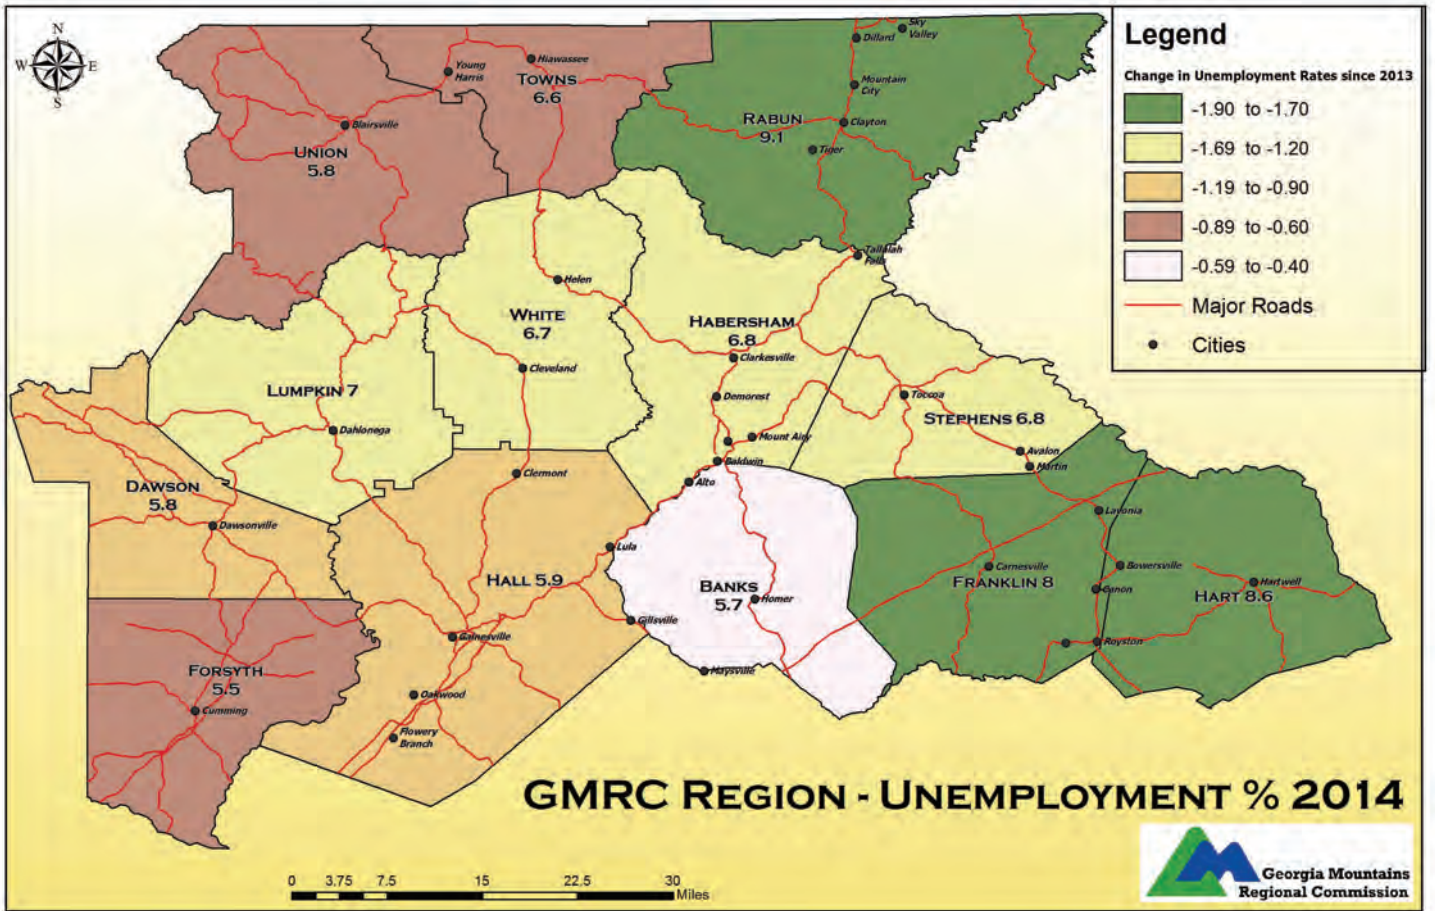 N
W
E
S
Legend
Change in Unemployment Rates since 2013
-1.90 to -1.70
-1.69 to -1.20
-1.19 to -0.90
-0.89 to -0.60
-0.59 to -0.40
Major Roads
Cities
Sky
Valley
Dillard
Mountain
City
RABUN
9.1
Clayton
Tiger
Tallulah
Falls
Young
Harris
Hiawassee
TOWNS
6.6
Blairsville
UNION
5.8
Helen
WHITE
6.7
Cleveland
HABERSHAM
6.8
Clarkesville
Demorest
Mount Airy
Baldwin
Alto
LUMPKIN 7
Dahlonega
Toccoa
STEPHENS 6.8
Avalon
Martin
Clermont
DAWSON
5.8
Dawsonville
Lula
HALL 5.9
Gillsville
Gainesville
Oakwood
Flowery
Branch
BANKS
5.7
Homer
Maysville
Lavonia
Carnesville
FRANKLIN 8
Bowersville
Canon
Royston
Hartwell
HART 8.6
FORSYTH
5.5
Cumming
GMRC REGION - UNEMPLOYMENT % 2014
0 3.75 7.5 15 22.5 30
Miles
Georgia Mountains
Regional Commission